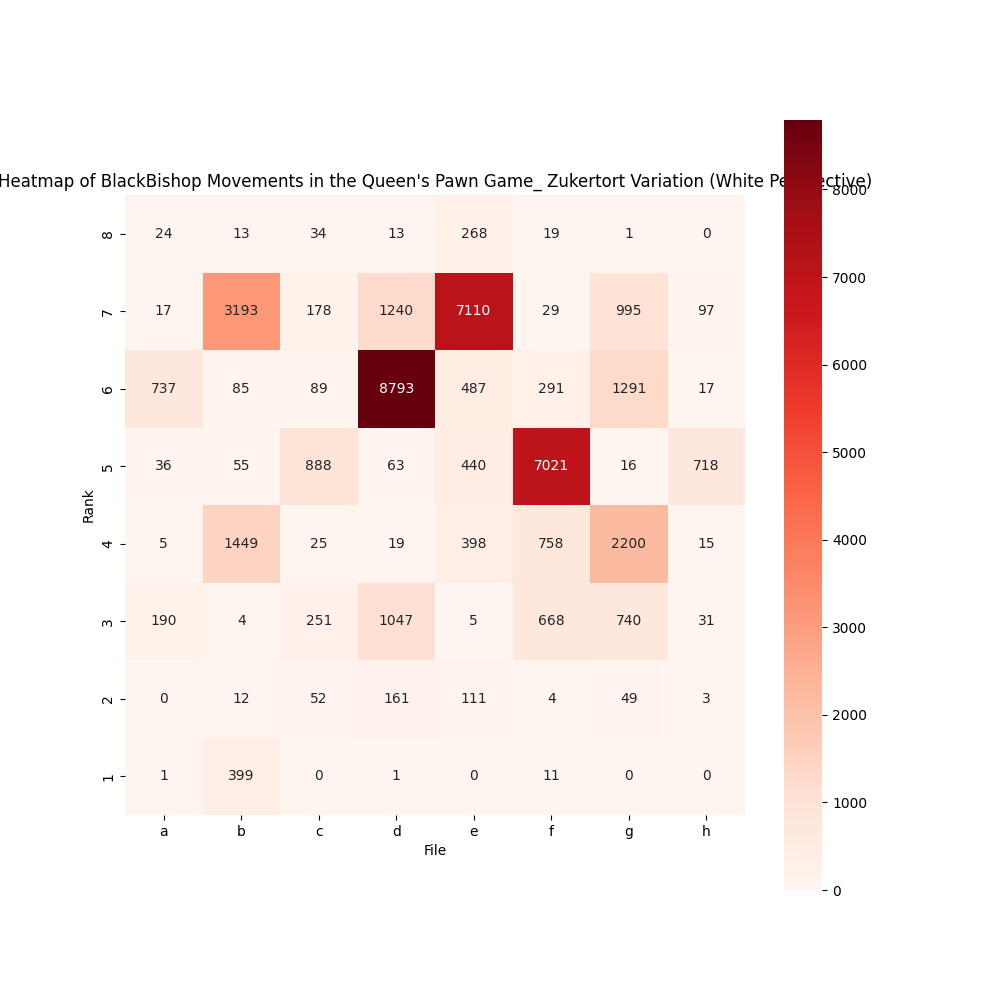 Heatmap of BlackBishop Movements in the Queen's Pawn Game_ Zukertort Variation (White Pe ective)
8000
8 24 13 34 13 268 19 1 0
7 17 3193 178 1240 7110 29 995 97
7000
6 737 85 89 8793 487 291 1291 17
6000
5 36 55 888 63 440 7021 16 718
5000
Rank
4 5 1449 25 19 398 758 2200 15
4000
3 190 4 251 1047 5 668 740 31
3000
2 0 12 52 161 111 4 49 3
2000
1 1 399 0 1 0 11 0 0
1000
a b c d e f g h
File
0